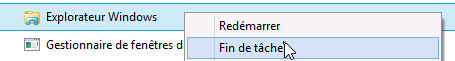 Explorateur Windows
Redémarrer
Gestionnaire de fenêtres d
Fin de tâche